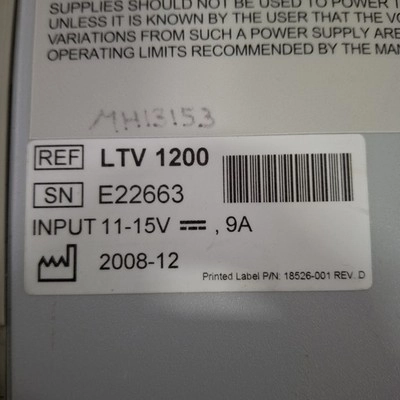 SUPPLIES SHOULD NOT BE USED TO POWER T
UNLESS IT IS KNOWN BY THE USER THAT THE VO
VARIATIONS FROM SUCH A POWER SUPPLY ARE
OPERATING LIMITS RECOMMENDED BY THE MAN
MH13153
REF LTV 1200
SN E22663
INPUT 11-15V ⎓ , 9A
2008-12
Printed Label P/N: 18526-001 REV. D